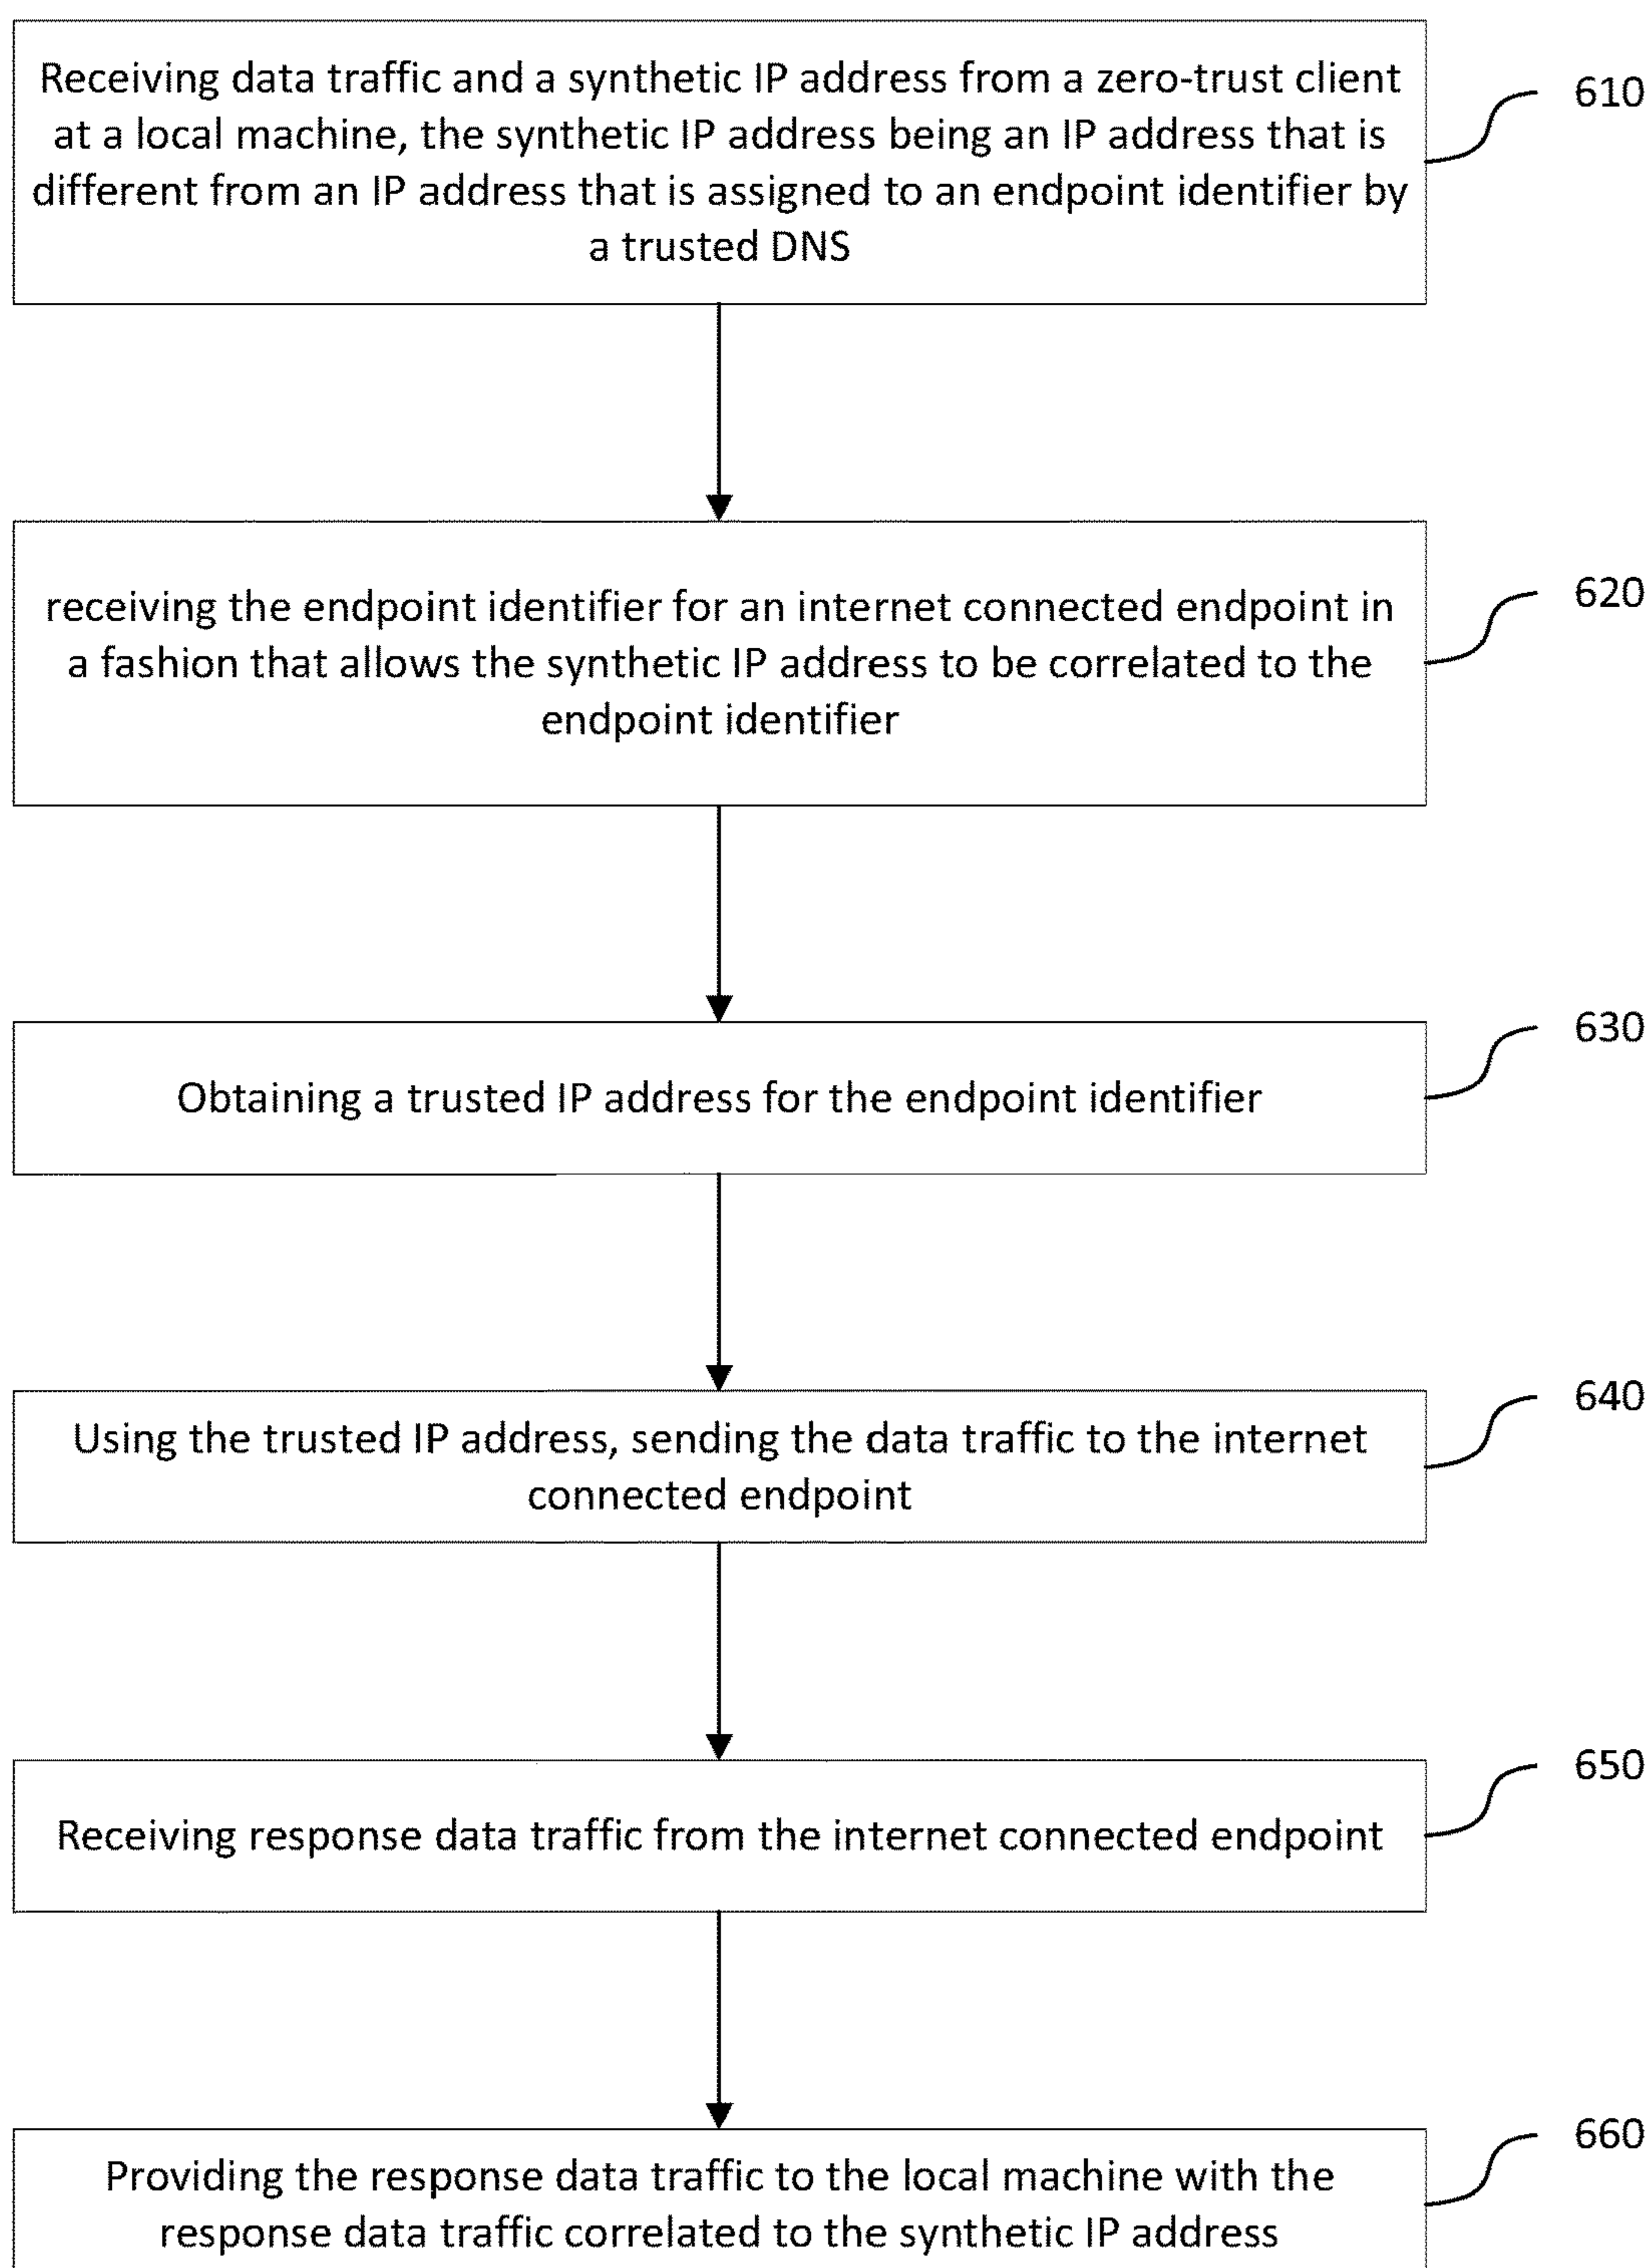 Receiving data traffic and a synthetic IP address from a zero-trust client
at a local machine, the synthetic IP address being an IP address that is
different from an IP address that is assigned to an endpoint identifier by
a trusted DNS
610
receiving the endpoint identifier for an internet connected endpoint in
a fashion that allows the synthetic IP address to be correlated to the
endpoint identifier
620
Obtaining a trusted IP address for the endpoint identifier
630
Using the trusted IP address, sending the data traffic to the internet
connected endpoint
640
Receiving response data traffic from the internet connected endpoint
650
Providing the response data traffic to the local machine with the
response data traffic correlated to the synthetic IP address
660